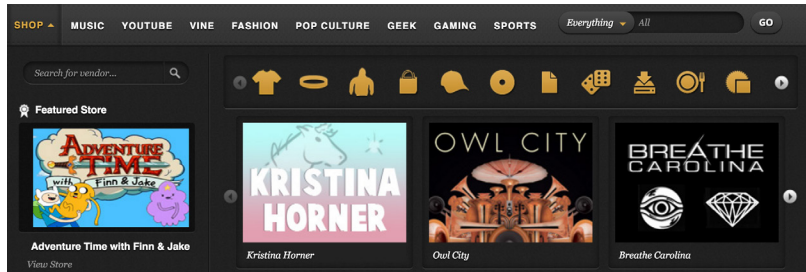 SHOP MUSIC YOUTUBE VINE FASHION POP CULTURE GEEK GAMING SPORTS Everything All GO
Search for vendor...
Featured Store
ADVENTURE
TIME
with Finn & Jake
Adventure Time with Finn & Jake
View Store
KRISTINA
HORNER
Kristina Horner
OWL CITY
Owl City
BREATHE
CAROLINA
Breathe Carolina